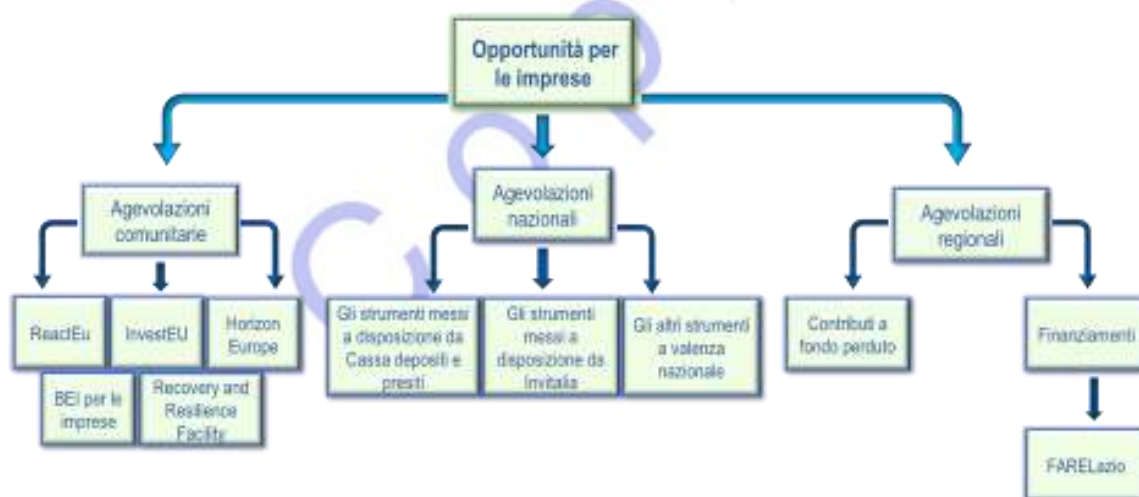 Opportunità per
le imprese
Agevolazioni
comunitarie
Agevolazioni
nazionali
Agevolazioni
regionali
ReactEu
InvestEU
Horizon
Europe
BEI per le
imprese
Recovery and
Resilience
Facility
Gli strumenti messi
a disposizione da
Cassa depositi e
prestiti
Gli strumenti
messi a
disposizione da
Invitalia
Gli altri strumenti
a valenza
nazionale
Contributi a
fondo perduto
Finanziamenti
FARELazio